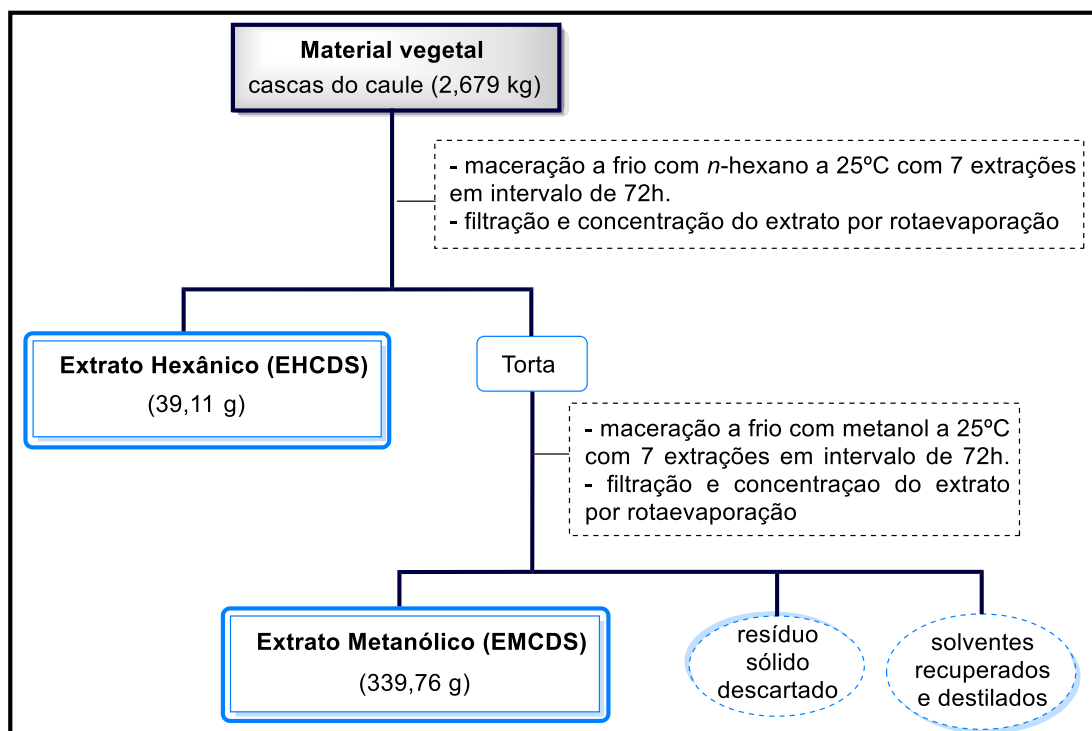 Material vegetal
cascas do caule (2,679 kg)
- maceração a frio com n-hexano a 25ºC com 7 extrações
em intervalo de 72h.
- filtração e concentração do extrato por rotaevaporação
Extrato Hexânico (EHCDS)
(39,11 g)
Torta
- maceração a frio com metanol a 25ºC
com 7 extrações em intervalo de 72h.
- filtração e concentraçao do extrato
por rotaevaporação
Extrato Metanólico (EMCDS)
(339,76 g)
resíduo
sólido
descartado
solventes
recuperados
e destilados